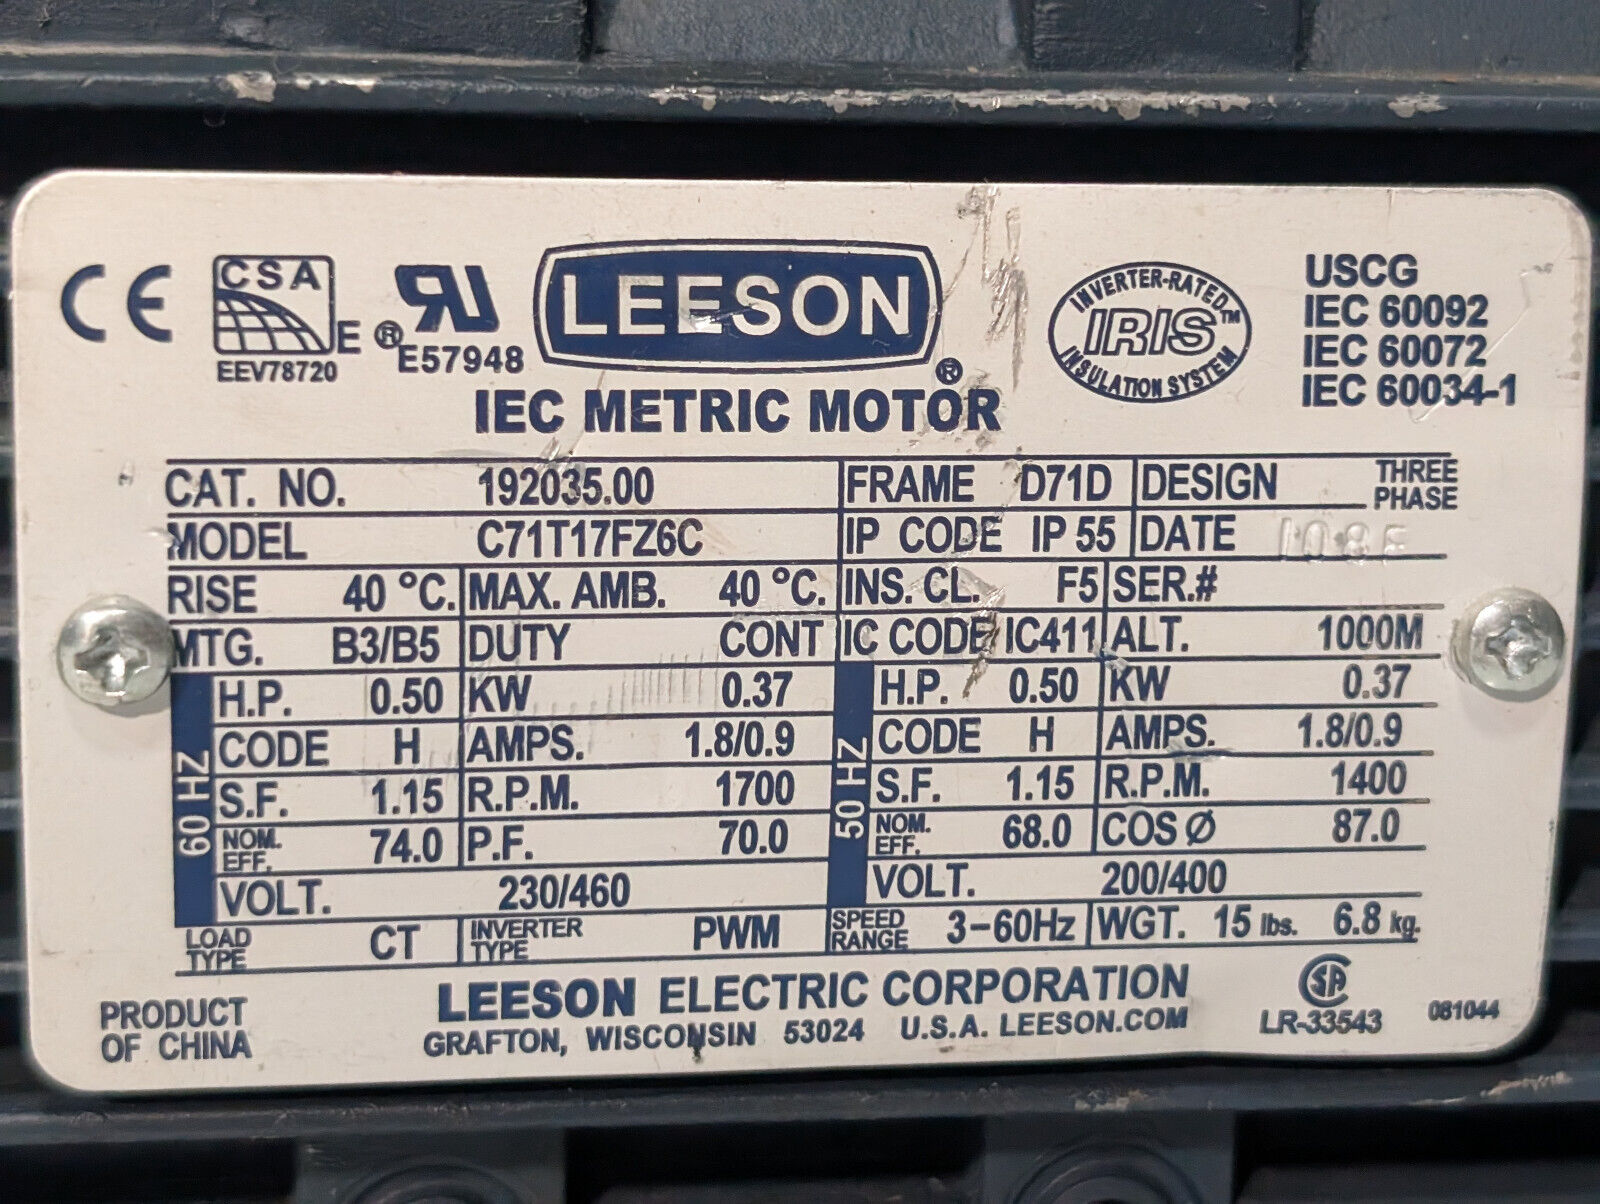 CE
CSA
E
EEV78720
RU
®
E57948
LEESON
®
IEC METRIC MOTOR
INVERTER-RATED™
IRIS
INSULATION SYSTEM
USCG
IEC 60092
IEC 60072
IEC 60034-1
CAT. NO. 192035.00 FRAME D71D DESIGN THREE PHASE
MODEL C71T17FZ6C IP CODE IP 55 DATE
RISE 40 °C. MAX. AMB. 40 °C. INS. CL. F5 SER.#
MTG. B3/B5 DUTY CONT IC CODE IC411 ALT. 1000M
60 HZ
H.P. 0.50 KW 0.37
CODE H AMPS. 1.8/0.9
S.F. 1.15 R.P.M. 1700
NOM. EFF. 74.0 P.F. 70.0
VOLT. 230/460
50 HZ
H.P. 0.50 KW 0.37
CODE H AMPS. 1.8/0.9
S.F. 1.15 R.P.M. 1400
NOM. EFF. 68.0 COS Ø 87.0
VOLT. 200/400
LOAD TYPE CT INVERTER TYPE PWM SPEED RANGE 3-60Hz WGT. 15 lbs. 6.8 kg.
PRODUCT
OF CHINA
LEESON ELECTRIC CORPORATION
GRAFTON, WISCONSIN 53024 U.S.A. LEESON.COM
SA
LR-33543
081044